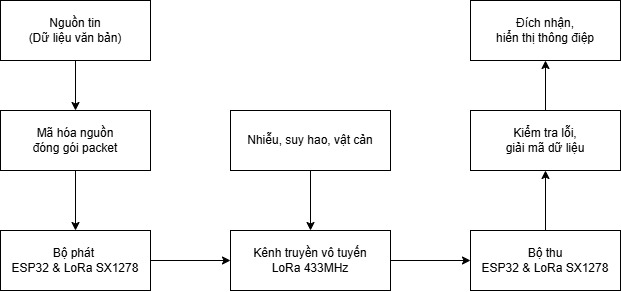 Nguồn tin
(Dữ liệu văn bản)
Mã hóa nguồn
đóng gói packet
Bộ phát
ESP32 & LoRa SX1278
Nhiễu, suy hao, vật cản
Kênh truyền vô tuyến
LoRa 433MHz
Bộ thu
ESP32 & LoRa SX1278
Kiểm tra lỗi,
giải mã dữ liệu
Đích nhận,
hiển thị thông điệp